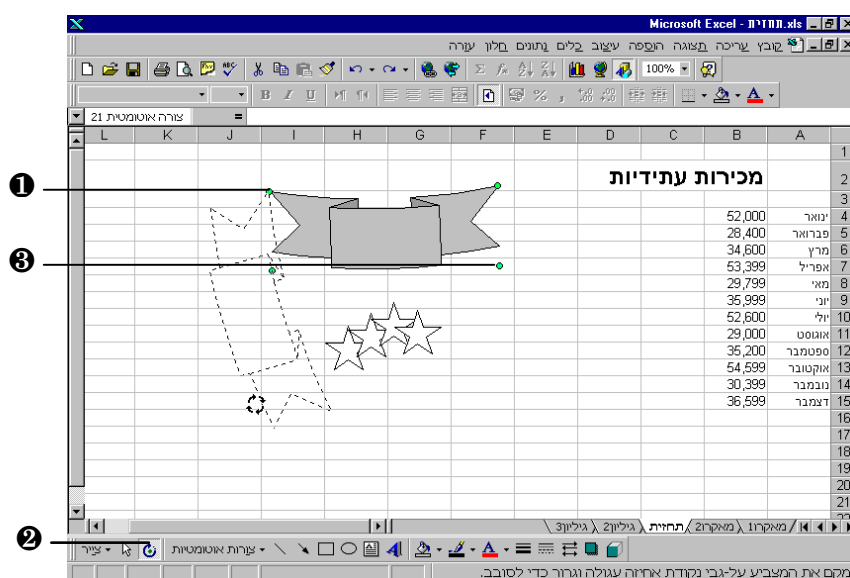 Microsoft Excel - תחזית.xls
קובץ עריכה תצוגה הוספה עיצוב כלים נתונים חלון עזרה
100%
B I U
צורה אוטומטית 21 =
L K J I H G F E D C B A
1
2 מכירות עתידיות
3
4 ינואר 52,000
5 פברואר 28,400
6 מרץ 34,600
7 אפריל 53,399
8 מאי 29,799
9 יוני 35,999
10 יולי 52,600
11 אוגוסט 29,000
12 ספטמבר 35,200
13 אוקטובר 54,599
14 נובמבר 30,399
15 דצמבר 36,599
16
17
18
19
20
21
22
מאקרו1 מאקרו2 תחזית גיליון2 גיליון3
צייר צורות אוטומטיות
מקם את המצביע על-גבי נקודת אחיזה עגולה וגרור כדי לסובב.
1
3
2